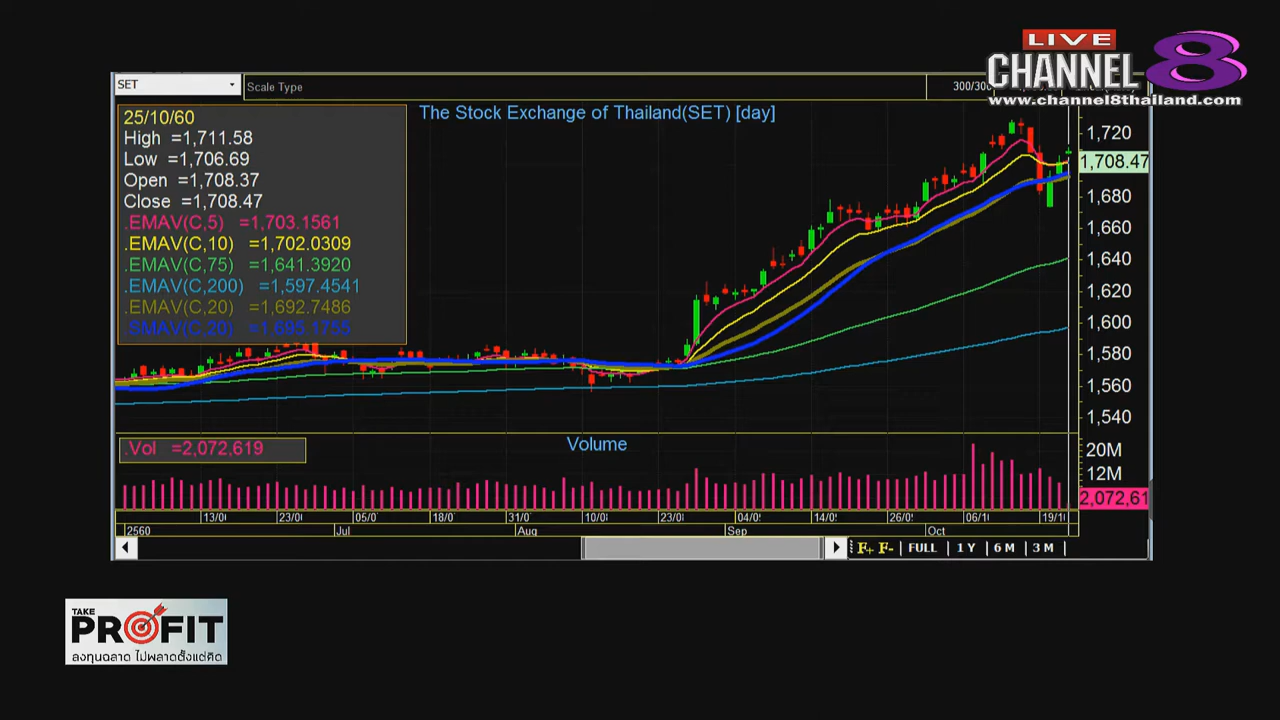 LIVE
CHANNEL 8
www.channel8thailand.com
SET
Scale Type
300/300
25/10/60
High =1,711.58
Low =1,706.69
Open =1,708.37
Close =1,708.47
.EMAV(C,5) =1,703.1561
.EMAV(C,10) =1,702.0309
.EMAV(C,75) =1,641.3920
.EMAV(C,200) =1,597.4541
.EMAV(C,20) =1,692.7486
.SMAV(C,20) =1,695.1755
The Stock Exchange of Thailand(SET) [day]
1,720
1,708.47
1,680
1,660
1,640
1,620
1,600
1,580
1,560
1,540
.Vol =2,072,619
Volume
20M
12M
2,072,61
13/0 23/0 05/0 18/0 31/0 10/0 23/0 04/0 14/0 26/0 06/1 19/1
2560 Jul Aug Sep Oct
F+ F- FULL 1 Y 6 M 3 M
TAKE
PROFIT
ลงทุนฉลาด ไม่พลาดตั้งแต่คิด